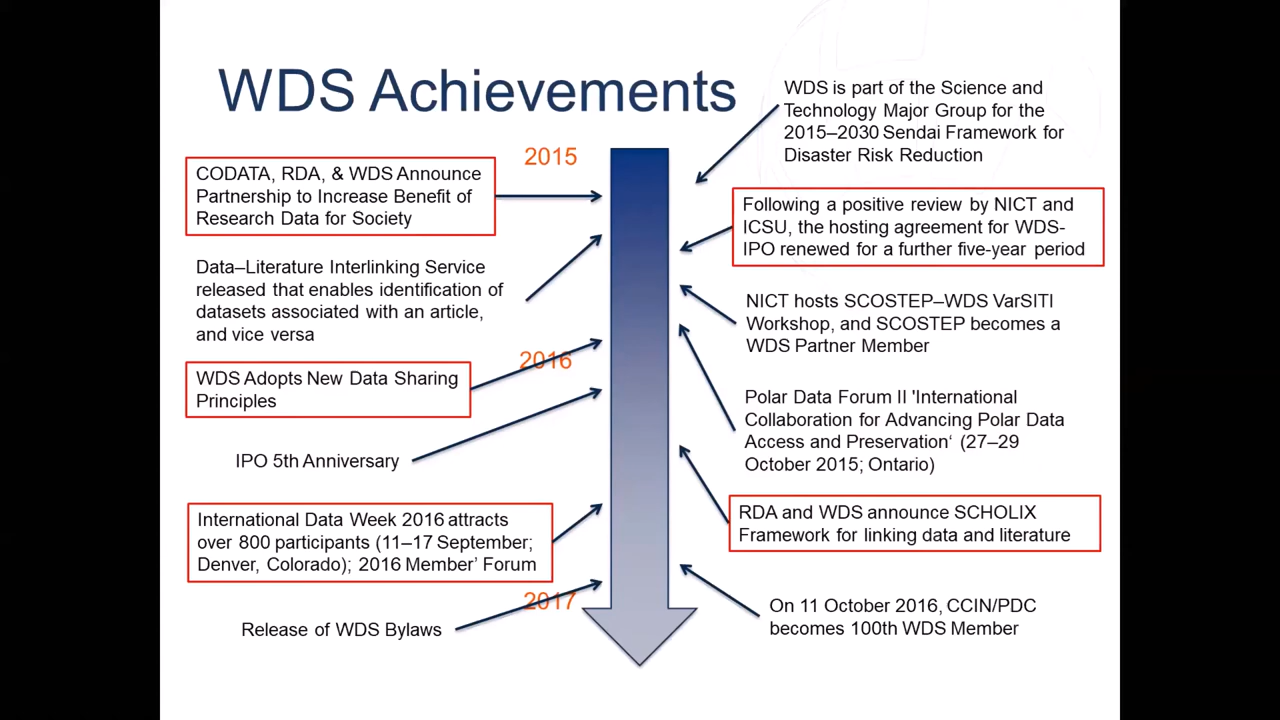 WDS Achievements
2015
CODATA, RDA, & WDS Announce
Partnership to Increase Benefit of
Research Data for Society
Data–Literature Interlinking Service
released that enables identification of
datasets associated with an article,
and vice versa
2016
WDS Adopts New Data Sharing
Principles
IPO 5th Anniversary
International Data Week 2016 attracts
over 800 participants (11–17 September;
Denver, Colorado); 2016 Member’ Forum
2017
Release of WDS Bylaws
WDS is part of the Science and
Technology Major Group for the
2015–2030 Sendai Framework for
Disaster Risk Reduction
Following a positive review by NICT and
ICSU, the hosting agreement for WDS-
IPO renewed for a further five-year period
NICT hosts SCOSTEP–WDS VarSITI
Workshop, and SCOSTEP becomes a
WDS Partner Member
Polar Data Forum II 'International
Collaboration for Advancing Polar Data
Access and Preservation‘ (27–29
October 2015; Ontario)
RDA and WDS announce SCHOLIX
Framework for linking data and literature
On 11 October 2016, CCIN/PDC
becomes 100th WDS Member